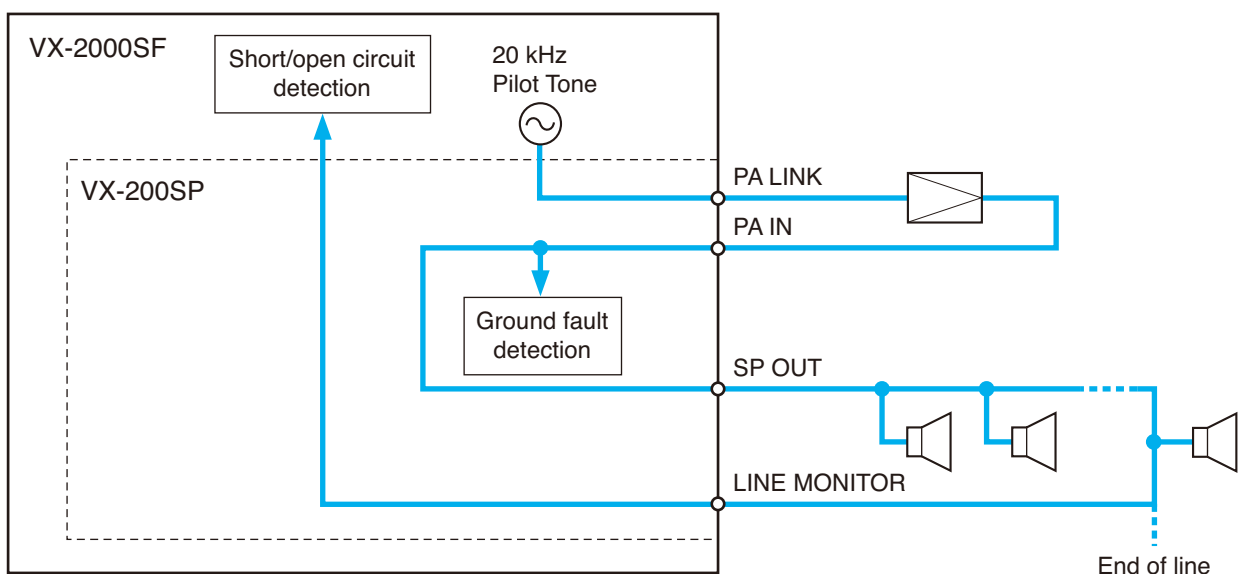 VX-2000SF
Short/open circuit
detection
20 kHz
Pilot Tone
VX-200SP
PA LINK
PA IN
Ground fault
detection
SP OUT
LINE MONITOR
End of line